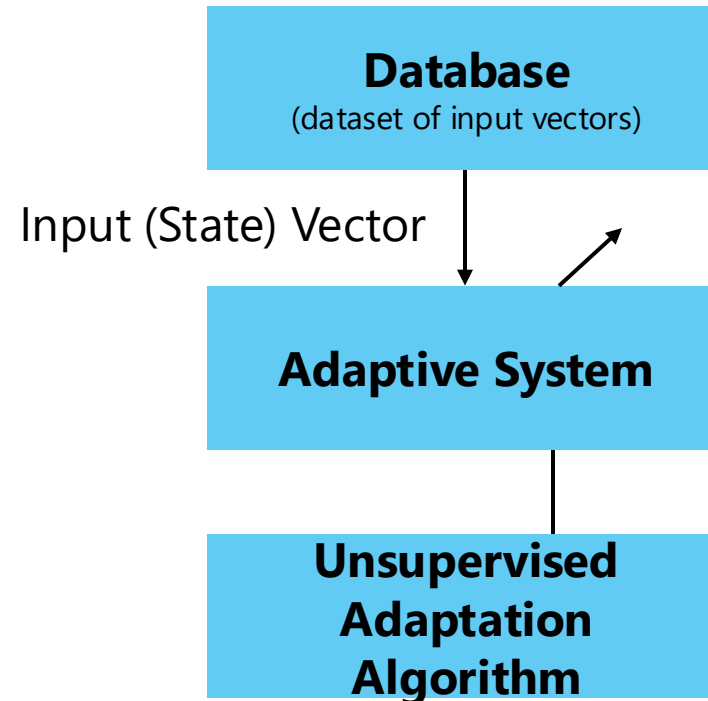 Database
(dataset of input vectors)
Input (State) Vector
Adaptive System
Unsupervised
Adaptation
Algorithm